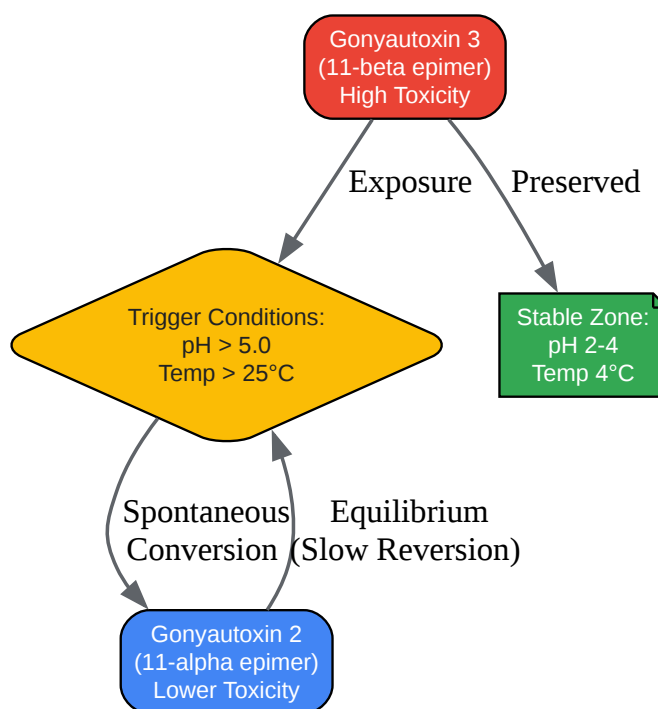 Gonyautoxin 3
(11-beta epimer)
High Toxicity
Exposure
Preserved
Trigger Conditions:
pH > 5.0
Temp > 25°C
Stable Zone:
pH 2-4
Temp 4°C
Spontaneous
Conversion
Equilibrium
(Slow Reversion)
Gonyautoxin 2
(11-alpha epimer)
Lower Toxicity